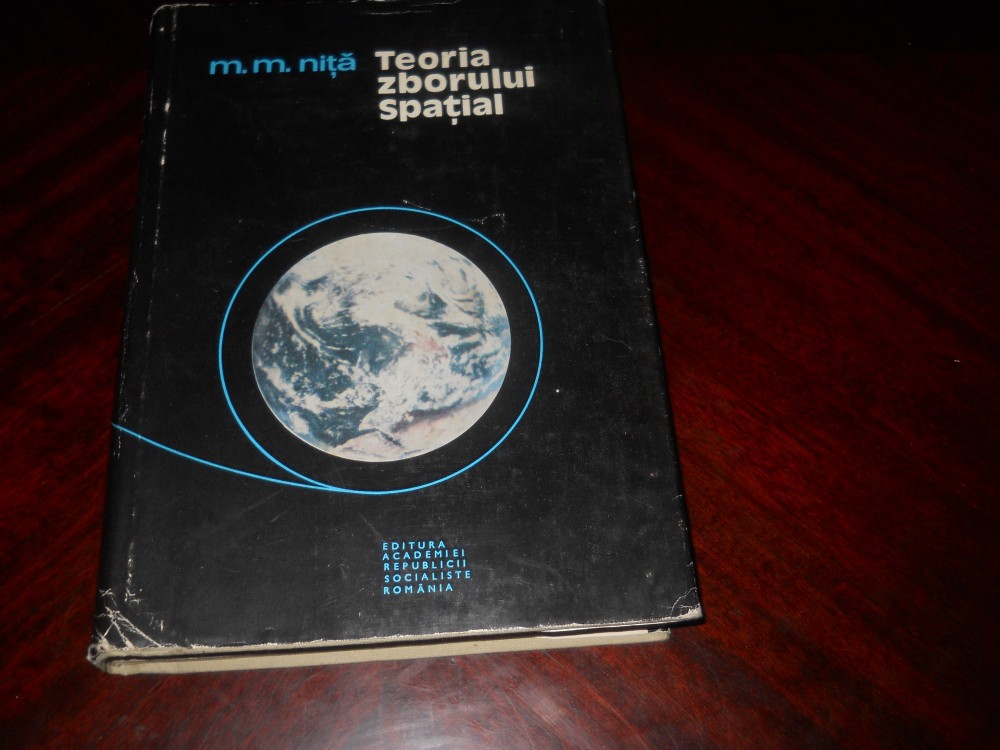 m. m. niță
Teoria
zborului
spațial
EDITURA
ACADEMIEI
REPUBLICII
SOCIALISTE
ROMÂNIA